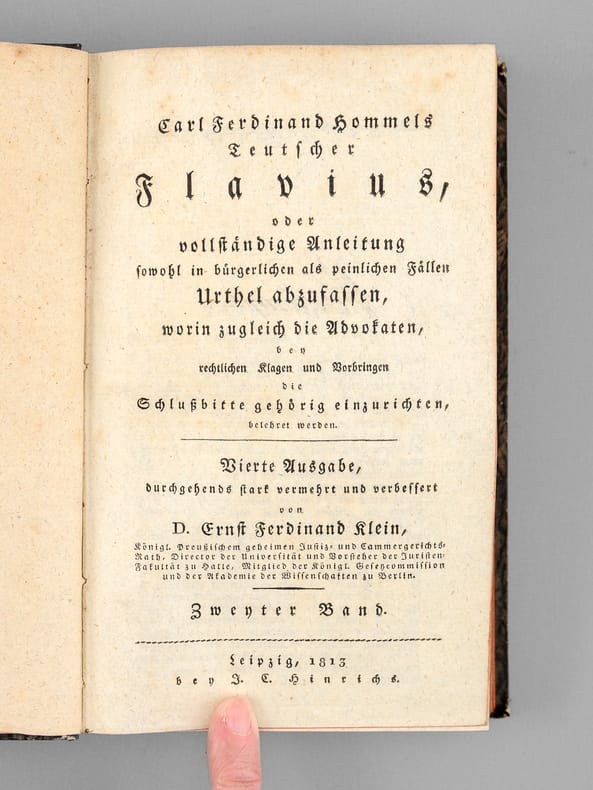 Carl Ferdinand Hommels
Teutscher
Flavius,
oder
vollständige Anleitung
sowohl in bürgerlichen als peinlichen Fällen
Urthel abzufassen,
worin zugleich die Advokaten,
bey
rechtlichen Klagen und Vorbringen
die
Schlußbitte gehörig einzurichten,
belehret werden.
Vierte Ausgabe,
durchgehends stark vermehrt und verbessert
von
D. Ernst Ferdinand Klein,
Königl. Preußischem geheimen Justiz- und Cammergerichts-
Rath, Director der Universität und Vorsteher der Juristen-
Fakultät zu Halle, Mitglied der Königl. Gesetzcommission
und der Akademie der Wissenschaften zu Berlin.
Zweyter Band.
Leipzig, 1813
bey J. C. Hinrichs.